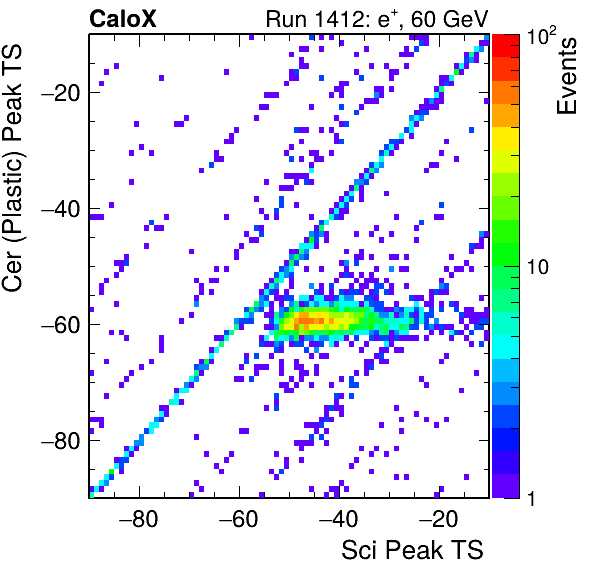 CaloX Run 1412: e⁺, 60 GeV
Cer (Plastic) Peak TS
−20
−40
−60
−80
−80 −60 −40 −20
Sci Peak TS
10²
10
1
Events